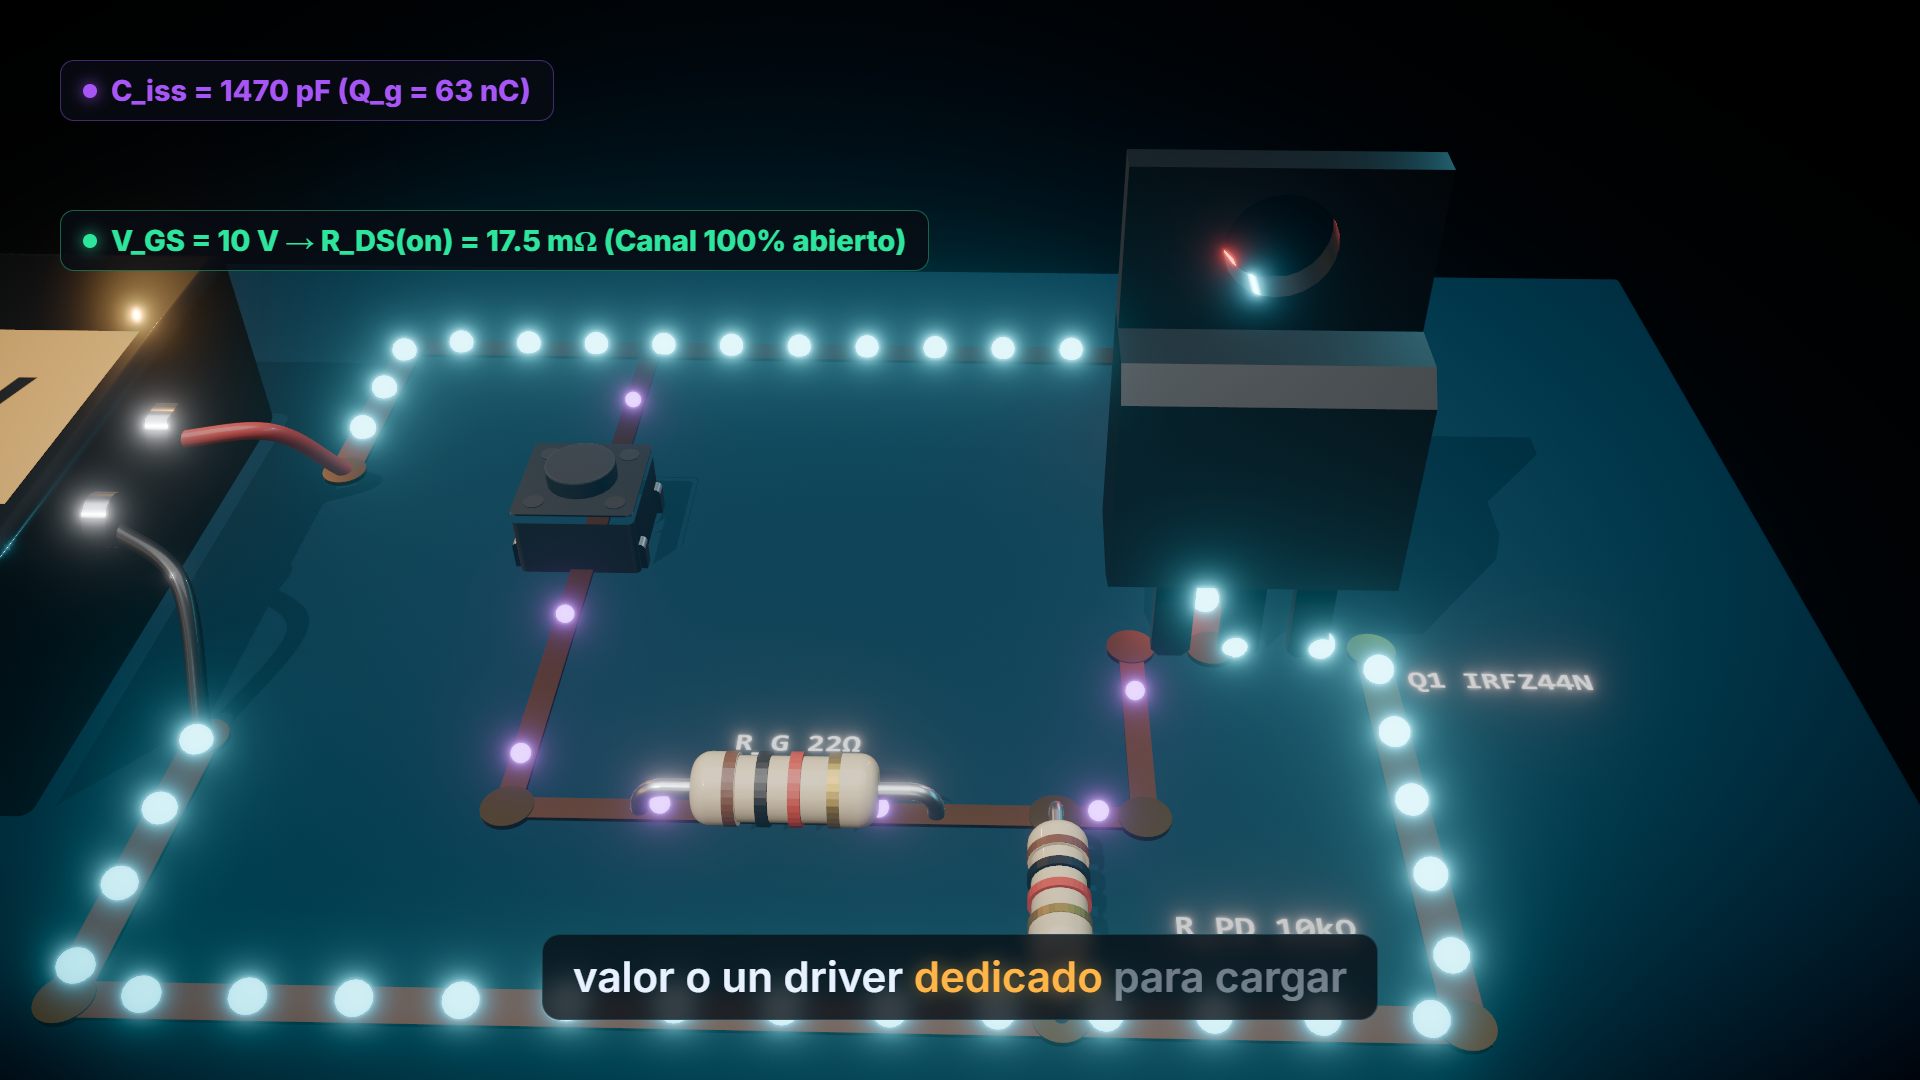 C_iss = 1470 pF (Q_g = 63 nC)
V_GS = 10 V → R_DS(on) = 17.5 mΩ (Canal 100% abierto)
Q1 IRFZ44N
R_G 22Ω
R_PD 10kΩ
valor o un driver dedicado para cargar